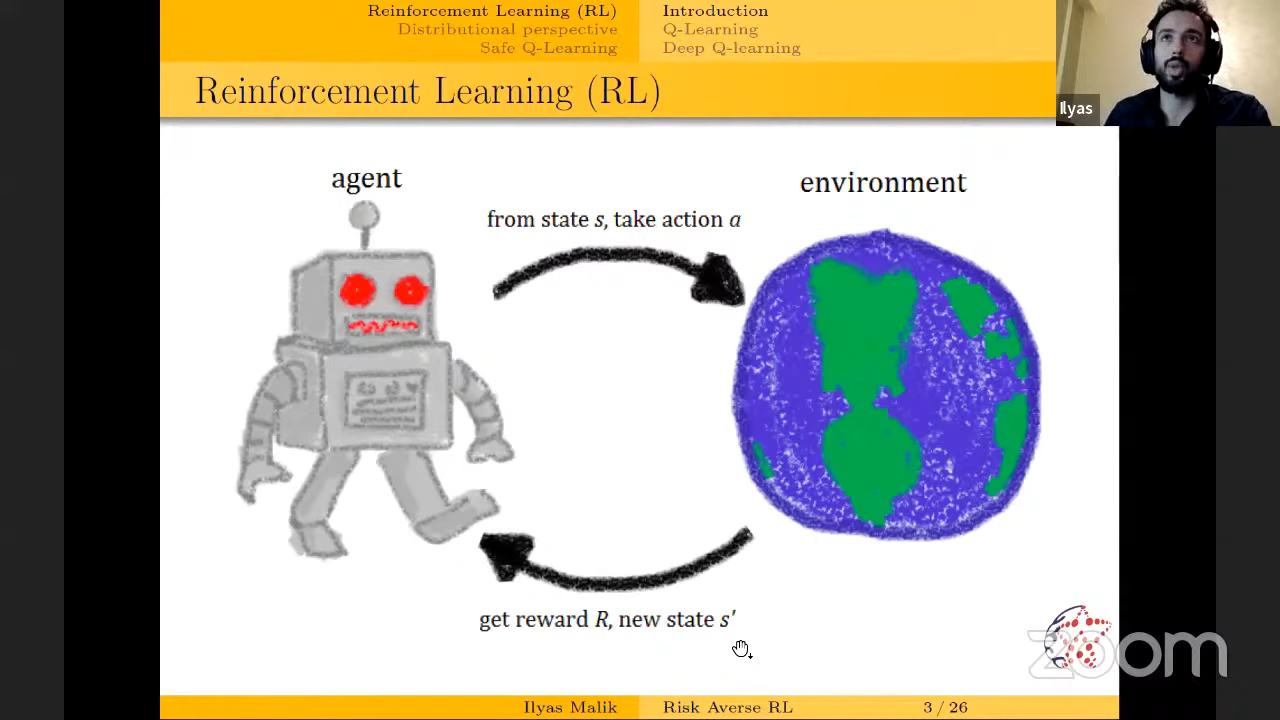 Reinforcement Learning (RL)
Distributional perspective
Safe Q-Learning
Introduction
Q-Learning
Deep Q-learning
Reinforcement Learning (RL)
Ilyas
agent
environment
from state s, take action a
get reward R, new state s'
zoom
Ilyas Malik
Risk Averse RL
3 / 26